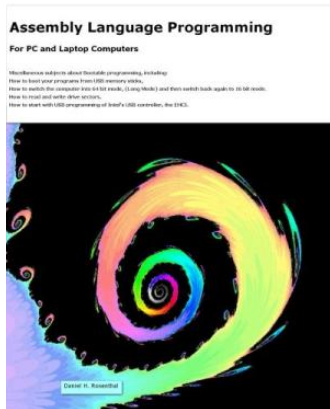 Assembly Language Programming
For PC and Laptop Computers
Miscellaneous subjects about Bootable programming, including:
How to boot your programs from USB memory sticks,
How to switch the computer into 64 bit mode, (Long Mode) and then switch back again to 16 bit mode.
How to read and write drive sectors,
How to start with USB programming of Intel's USB controller, the EHCI.
Daniel H. Rosenthal